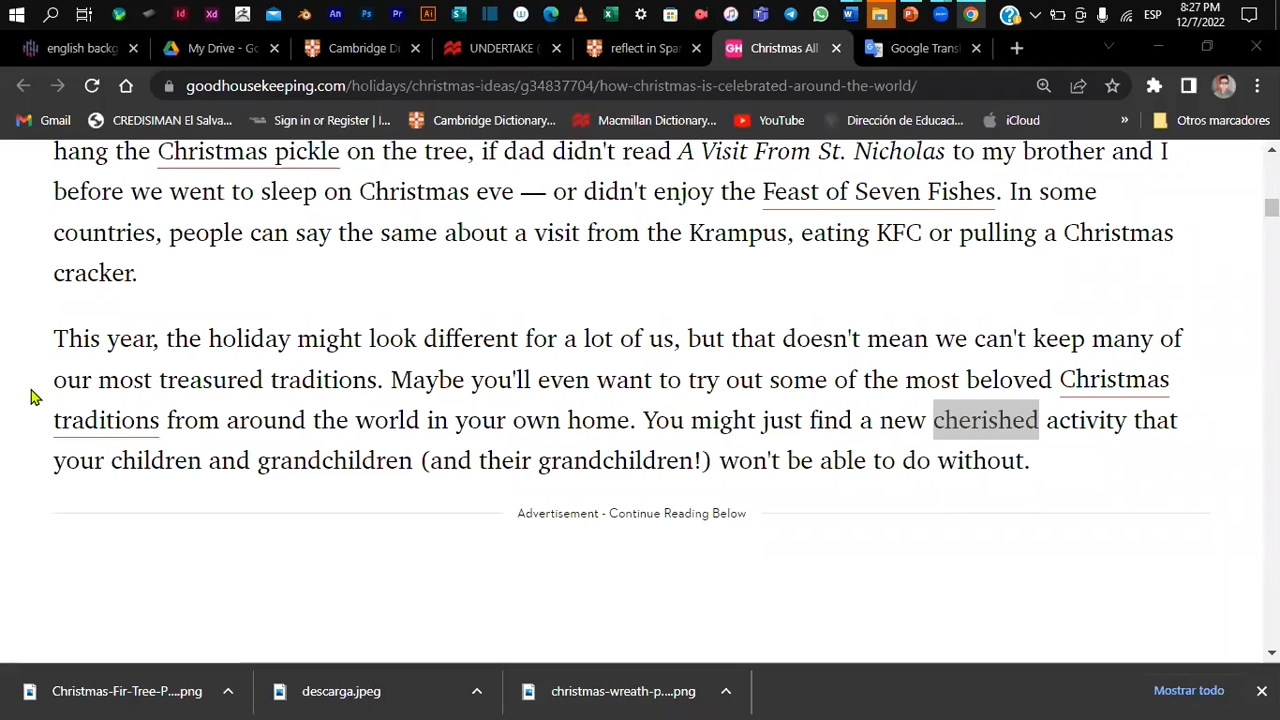 8:27 PM
ESP
12/7/2022
english backg
My Drive - Go
Cambridge Di
UNDERTAKE (
reflect in Spar
Christmas All
Google Transl
goodhousekeeping.com/holidays/christmas-ideas/g34837704/how-christmas-is-celebrated-around-the-world/
Gmail
CREDISIMAN El Salva...
Sign in or Register | I...
Cambridge Dictionary...
Macmillan Dictionary...
YouTube
Dirección de Educaci...
iCloud
»
Otros marcadores
hang the Christmas pickle on the tree, if dad didn't read A Visit From St. Nicholas to my brother and I
before we went to sleep on Christmas eve — or didn't enjoy the Feast of Seven Fishes. In some
countries, people can say the same about a visit from the Krampus, eating KFC or pulling a Christmas
cracker.
This year, the holiday might look different for a lot of us, but that doesn't mean we can't keep many of
our most treasured traditions. Maybe you'll even want to try out some of the most beloved Christmas
traditions from around the world in your own home. You might just find a new cherished activity that
your children and grandchildren (and their grandchildren!) won't be able to do without.
Advertisement - Continue Reading Below
Christmas-Fir-Tree-P....png
descarga.jpeg
christmas-wreath-p....png
Mostrar todo